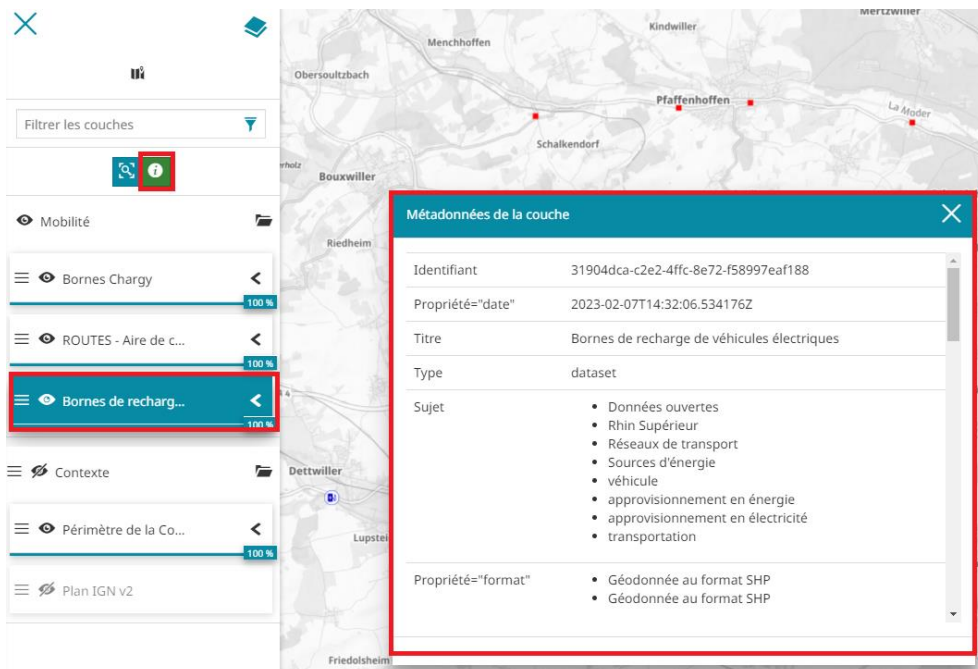 Filtrer les couches
Mobilité
Bornes Chargy
100 %
ROUTES - Aire de c...
100 %
Bornes de recharg...
100 %
Contexte
Périmètre de la Co...
100 %
Plan IGN v2
Mertzwiller
Kindwiller
Menchhoffen
Obersoultzbach
Pfaffenhoffen
La Moder
Schalkendorf
Bouxwiller
Riedheim
Dettwiller
Friedolsheim
Métadonnées de la couche
Identifiant 31904dca-c2e2-4ffc-8e72-f58997eaf188
Propriété="date" 2023-02-07T14:32:06.534176Z
Titre Bornes de recharge de véhicules électriques
Type dataset
Sujet • Données ouvertes
• Rhin Supérieur
• Réseaux de transport
• Sources d'énergie
• véhicule
• approvisionnement en énergie
• approvisionnement en électricité
• transportation
Propriété="format" • Géodonnée au format SHP
• Géodonnée au format SHP